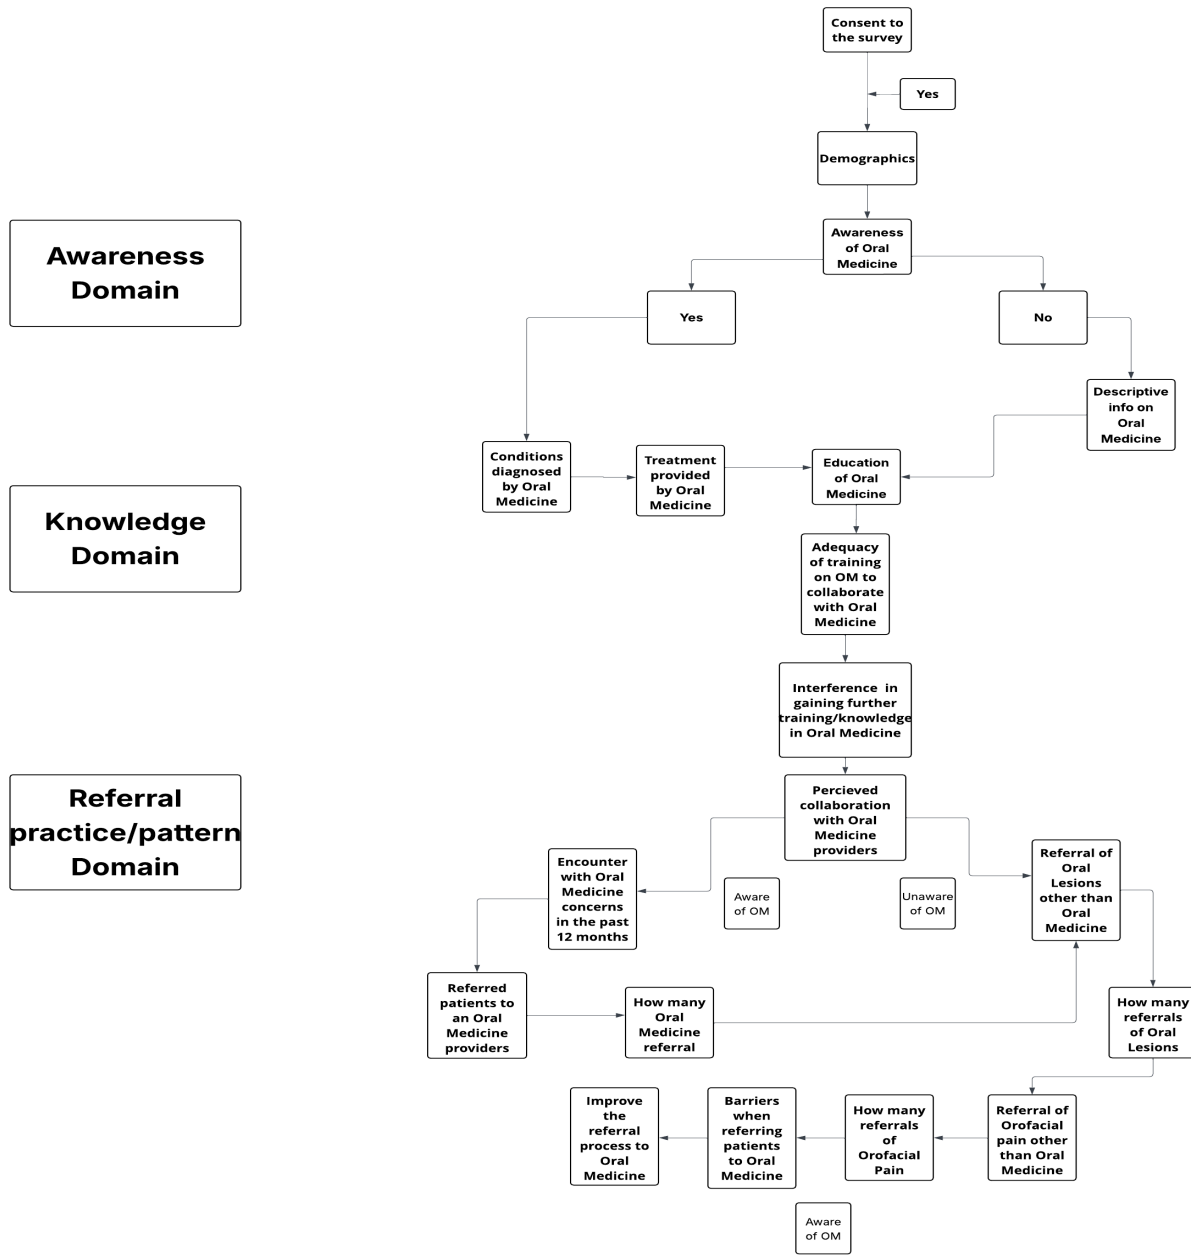 Consent to
the survey
Yes
Demographics
Awareness
Domain
Awareness
of Oral
Medicine
Yes
No
Descriptive
info on
Oral
Medicine
Conditions
diagnosed
by Oral
Medicine
Treatment
provided
by Oral
Medicine
Education
of Oral
Medicine
Knowledge
Domain
Adequacy
of training
on OM to
collaborate
with Oral
Medicine
Interference in
gaining further
training/knowledge
in Oral Medicine
Referral
practice/pattern
Domain
Percieved
collaboration
with Oral
Medicine
providers
Encounter
with Oral
Medicine
concerns
in the past
12 months
Aware
of OM
Unaware
of OM
Referral of
Oral
Lesions
other than
Oral
Medicine
Referred
patients to
an Oral
Medicine
providers
How many
Oral
Medicine
referral
How many
referrals
of Oral
Lesions
Improve
the
referral
process to
Oral
Medicine
Barriers
when
referring
patients
to Oral
Medicine
How many
referrals
of
Orofacial
Pain
Referral of
Orofacial
pain other
than Oral
Medicine
Aware
of OM